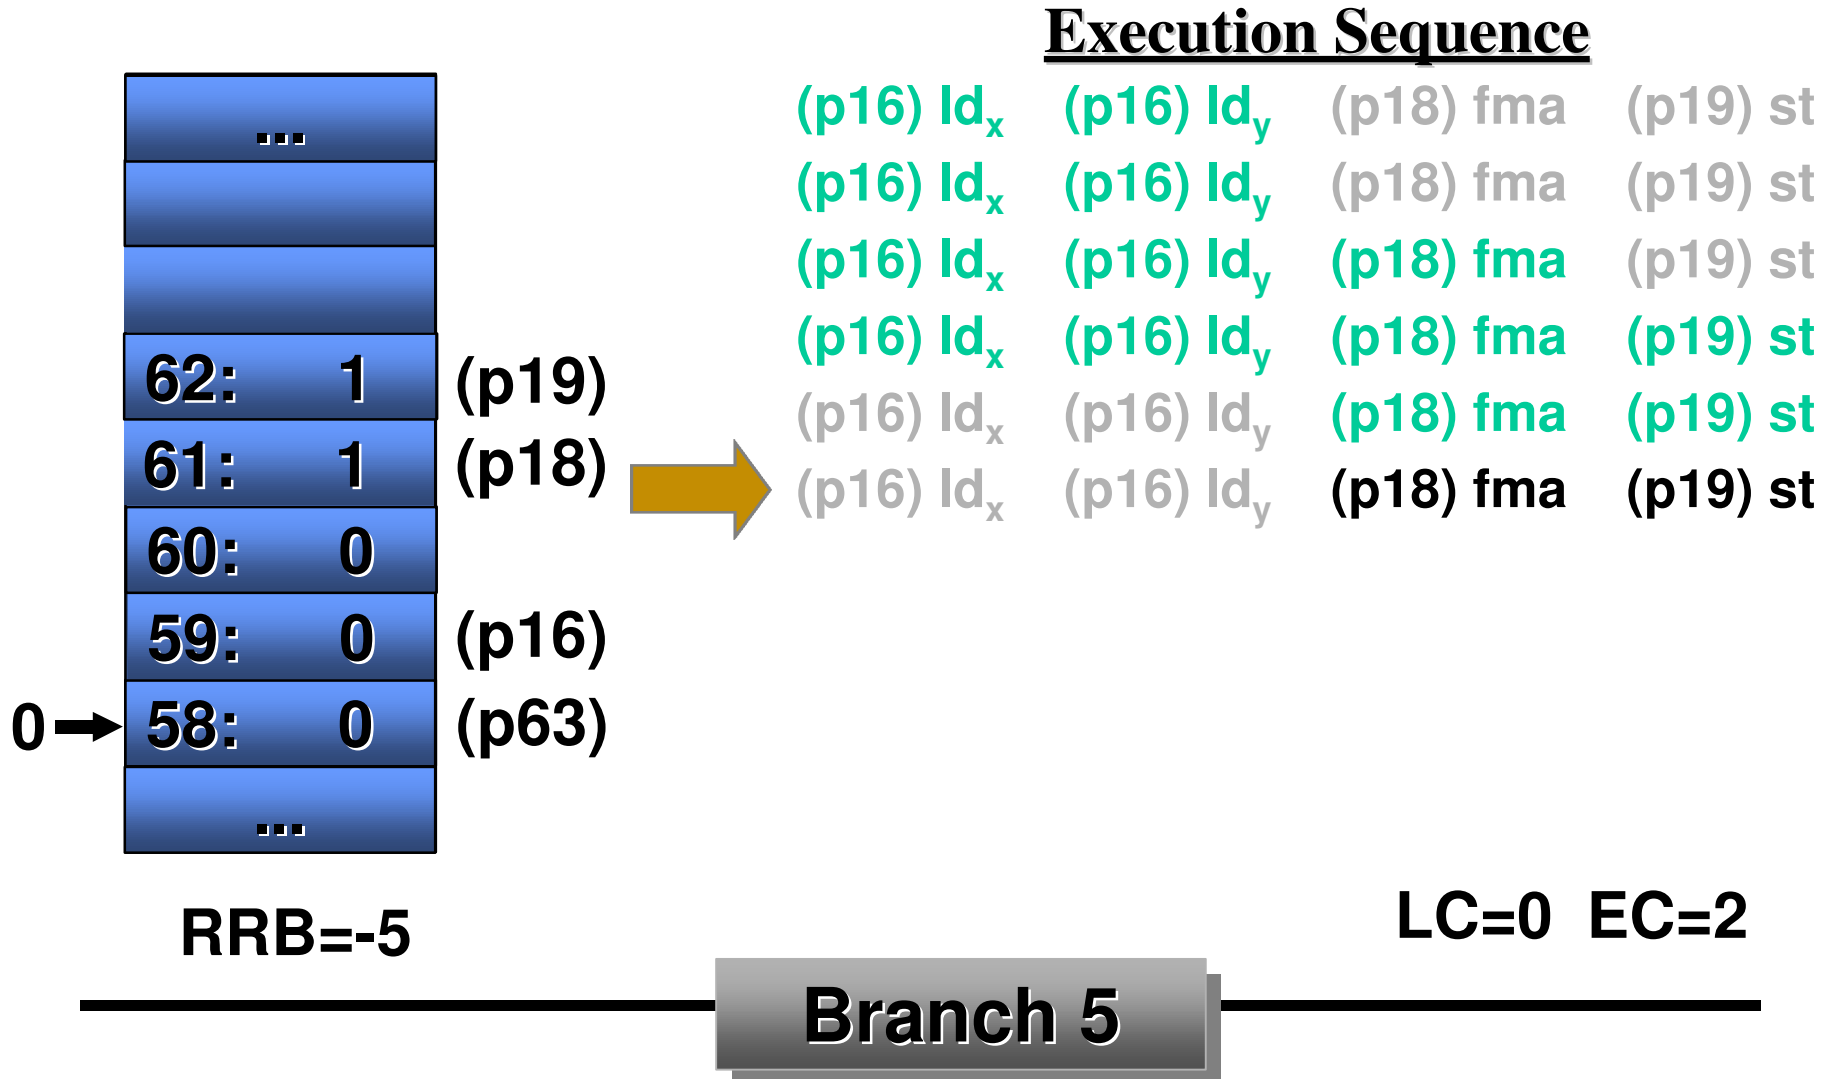 Execution Sequence
(p16) ldx (p16) ldy (p18) fma (p19) st
(p16) ldx (p16) ldy (p18) fma (p19) st
(p16) ldx (p16) ldy (p18) fma (p19) st
(p16) ldx (p16) ldy (p18) fma (p19) st
(p16) ldx (p16) ldy (p18) fma (p19) st
(p16) ldx (p16) ldy (p18) fma (p19) st
...
62: 1 (p19)
61: 1 (p18)
60: 0
59: 0 (p16)
0 58: 0 (p63)
...
RRB=-5
LC=0 EC=2
Branch 5